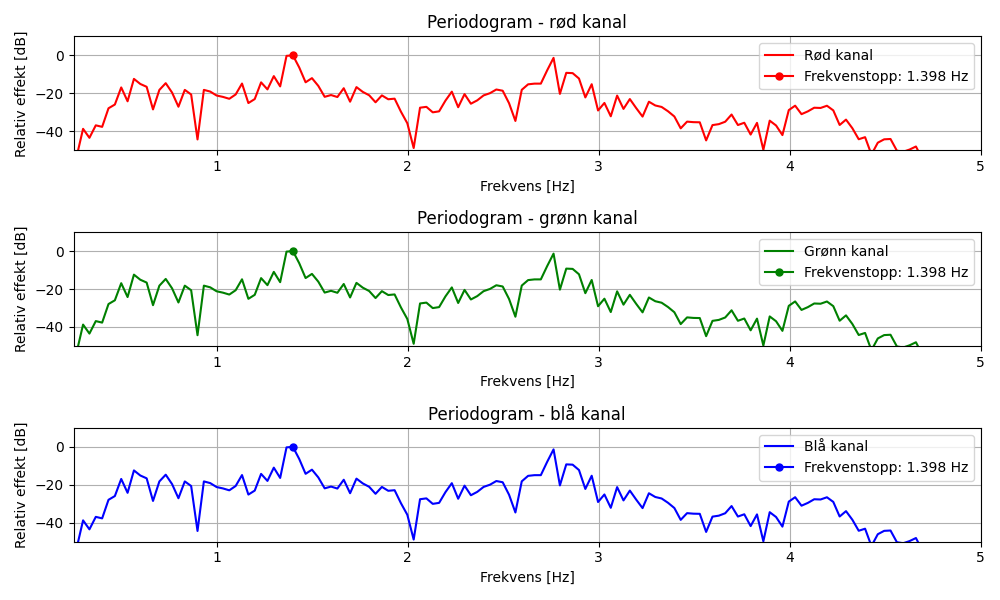 Periodogram - rød kanal
Relativ effekt [dB]
0
−20
−40
Rød kanal
Frekvenstopp: 1.398 Hz
1
2
3
4
5
Frekvens [Hz]
Periodogram - grønn kanal
Relativ effekt [dB]
0
−20
−40
Grønn kanal
Frekvenstopp: 1.398 Hz
1
2
3
4
5
Frekvens [Hz]
Periodogram - blå kanal
Relativ effekt [dB]
0
−20
−40
Blå kanal
Frekvenstopp: 1.398 Hz
1
2
3
4
5
Frekvens [Hz]